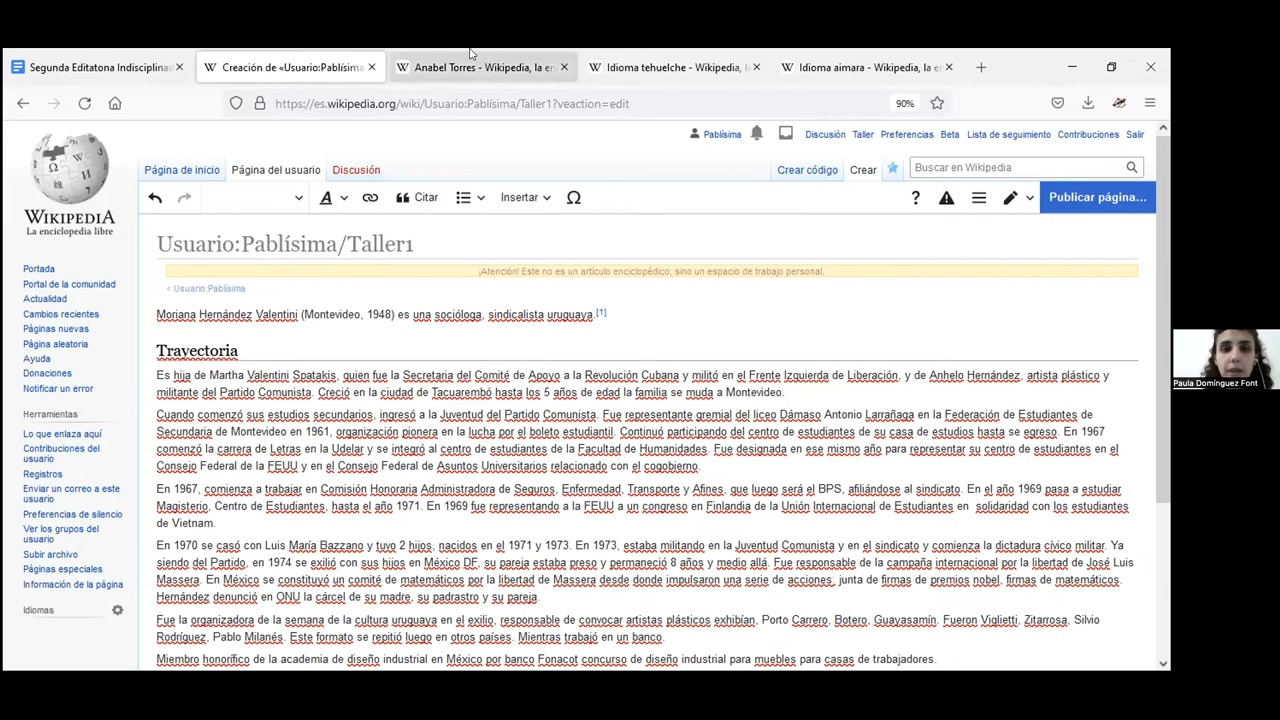 Segunda Editatona Indisciplinad
Creación de «Usuario:Pablísima
Anabel Torres - Wikipedia, la en
Idioma tehuelche - Wikipedia, l
Idioma aimara - Wikipedia, la e
https://es.wikipedia.org/wiki/Usuario:Pablísima/Taller1?veaction=edit
90%
Pablísima
Discusión
Taller
Preferencias
Beta
Lista de seguimiento
Contribuciones
Salir
Página de inicio
Página del usuario
Discusión
Crear código
Crear
Buscar en Wikipedia
A
Citar
Insertar
Ω
?
Publicar página...
WIKIPEDIA
La enciclopedia libre
Portada
Portal de la comunidad
Actualidad
Cambios recientes
Páginas nuevas
Página aleatoria
Ayuda
Donaciones
Notificar un error
Herramientas
Lo que enlaza aquí
Contribuciones del
usuario
Registros
Enviar un correo a este
usuario
Preferencias de silencio
Ver los grupos del
usuario
Subir archivo
Páginas especiales
Información de la página
Idiomas
Usuario:Pablísima/Taller1
¡Atención! Este no es un artículo enciclopédico, sino un espacio de trabajo personal.
< Usuario:Pablísima
Moriana Hernández Valentini (Montevideo, 1948) es una socióloga, sindicalista uruguaya.[1]
Trayectoria
Es hija de Martha Valentini Spatakis, quien fue la Secretaria del Comité de Apoyo a la Revolución Cubana y militó en el Frente Izquierda de Liberación, y de Anhelo Hernández, artista plástico y
militante del Partido Comunista. Creció en la ciudad de Tacuarembó hasta los 5 años de edad la familia se muda a Montevideo.
Cuando comenzó sus estudios secundarios, ingresó a la Juventud del Partido Comunista. Fue representante gremial del liceo Dámaso Antonio Larrañaga en la Federación de Estudiantes de
Secundaria de Montevideo en 1961, organización pionera en la lucha por el boleto estudiantil. Continuó participando del centro de estudiantes de su casa de estudios hasta se egreso. En 1967
comenzó la carrera de Letras en la Udelar y se integró al centro de estudiantes de la Facultad de Humanidades. Fue designada en ese mismo año para representar su centro de estudiantes en el
Consejo Federal de la FEUU y en el Consejo Federal de Asuntos Universitarios relacionado con el cogobierno.
En 1967, comienza a trabajar en Comisión Honoraria Administradora de Seguros, Enfermedad, Transporte y Afines, que luego será el BPS, afiliándose al sindicato. En el año 1969 pasa a estudiar
Magisterio, Centro de Estudiantes, hasta el año 1971. En 1969 fue representando a la FEUU a un congreso en Finlandia de la Unión Internacional de Estudiantes en solidaridad con los estudiantes
de Vietnam.
En 1970 se casó con Luis María Bazzano y tuvo 2 hijos, nacidos en el 1971 y 1973. En 1973, estaba militando en la Juventud Comunista y en el sindicato y comienza la dictadura cívico militar. Ya
siendo del Partido, en 1974 se exilió con sus hijos en México DF, su pareja estaba preso y permaneció 8 años y medio allá. Fue responsable de la campaña internacional por la libertad de José Luis
Massera. En México se constituyó un comité de matemáticos por la libertad de Massera desde donde impulsaron una serie de acciones; junta de firmas de premios nobel, firmas de matemáticos.
Hernández denunció en ONU la cárcel de su madre, su padrastro y su pareja.
Fue la organizadora de la semana de la cultura uruguaya en el exilio, responsable de convocar artistas plásticos exhibían, Porto Carrero, Botero, Guayasamín. Fueron Viglietti, Zitarrosa, Silvio
Rodríguez, Pablo Milanés. Este formato se repitió luego en otros países. Mientras trabajó en un banco.
Miembro honorífico de la academia de diseño industrial en México por banco Fonacot concurso de diseño industrial para muebles para casas de trabajadores.
Paula Domínguez Font